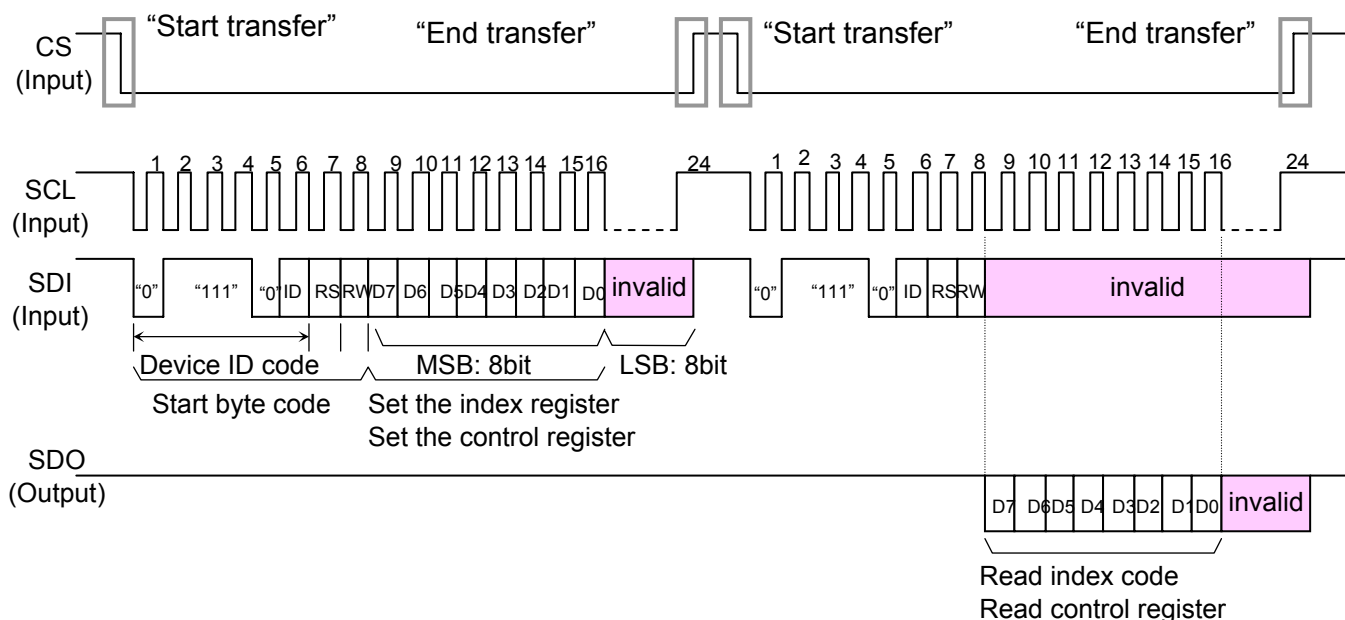 “Start transfer” “End transfer” “Start transfer” “End transfer”
CS
(Input)
1 2 3 4 5 6 7 8 9 10 11 12 13 14 15 16 24 1 2 3 4 5 6 7 8 9 10 11 12 13 14 15 16 24
SCL
(Input)
SDI
(Input)
“0” “111” “0” ID RS RW D7 D6 D5 D4 D3 D2 D1 D0 invalid “0” “111” “0” ID RS RW invalid
Device ID code MSB: 8bit LSB: 8bit
Start byte code Set the index register
Set the control register
SDO
(Output)
D7 D6 D5 D4 D3 D2 D1 D0 invalid
Read index code
Read control register